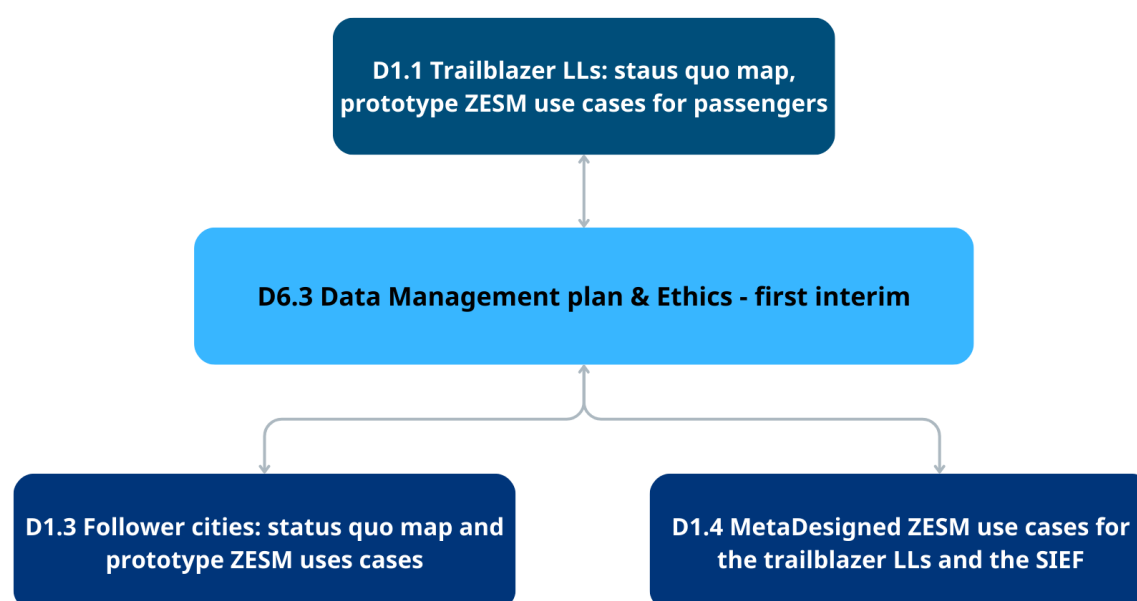 D1.1 Trailblazer LLs: staus quo map,
prototype ZESM use cases for passengers
D6.3 Data Management plan & Ethics - first interim
D1.3 Follower cities: status quo map and
prototype ZESM uses cases
D1.4 MetaDesigned ZESM use cases for
the trailblazer LLs and the SIEF